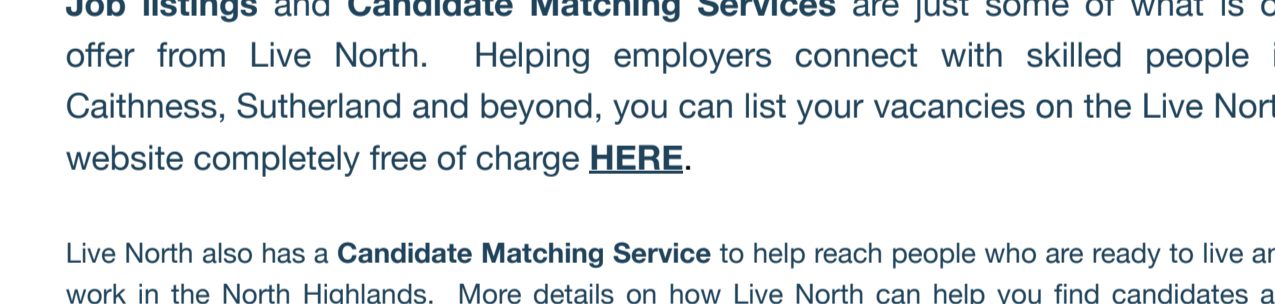 Job listings and Candidate Matching Services are just some of what is
offer from Live North. Helping employers connect with skilled people
Caithness, Sutherland and beyond, you can list your vacancies on the Live
website completely free of charge HERE.
Live North also has a Candidate Matching Service to help reach people who are ready to live
work in the North Highlands. More details on how Live North can help you find candidates